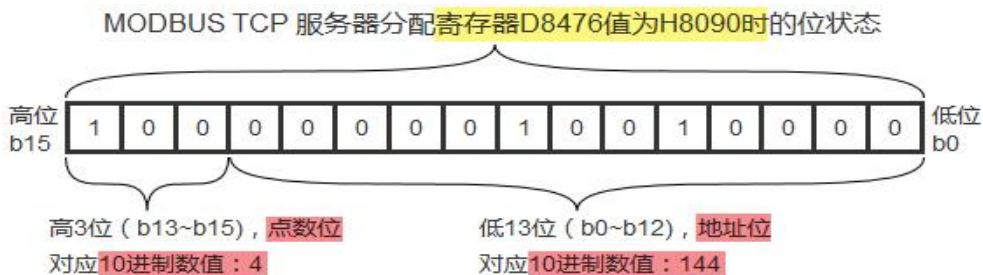 MODBUS TCP 服务器分配寄存器D8476值为H8090时的位状态
高位 1 0 0 0 0 0 0 0 1 0 0 1 0 0 0 0 低位
b15 b0
高3位（b13~b15)，点数位 低13位（b0~b12)，地址位
对应10进制数值：4 对应10进制数值：144